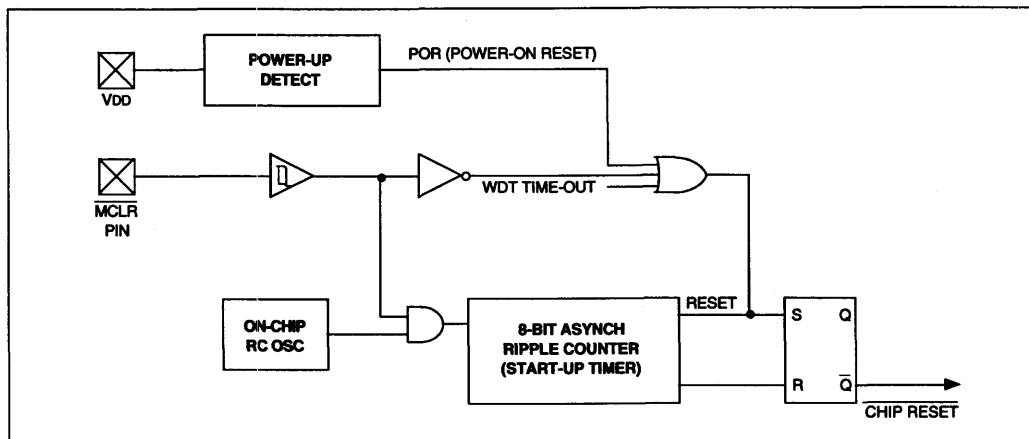 POWER-UP
DETECT
POR (POWER-ON RESET)
VDD
MCLR
PIN
WDT TIME-OUT
ON-CHIP
RC OSC
8-BIT ASYNCH
RIPPLE COUNTER
(START-UP TIMER)
RESET
S Q
R Q̅
CHIP RESET